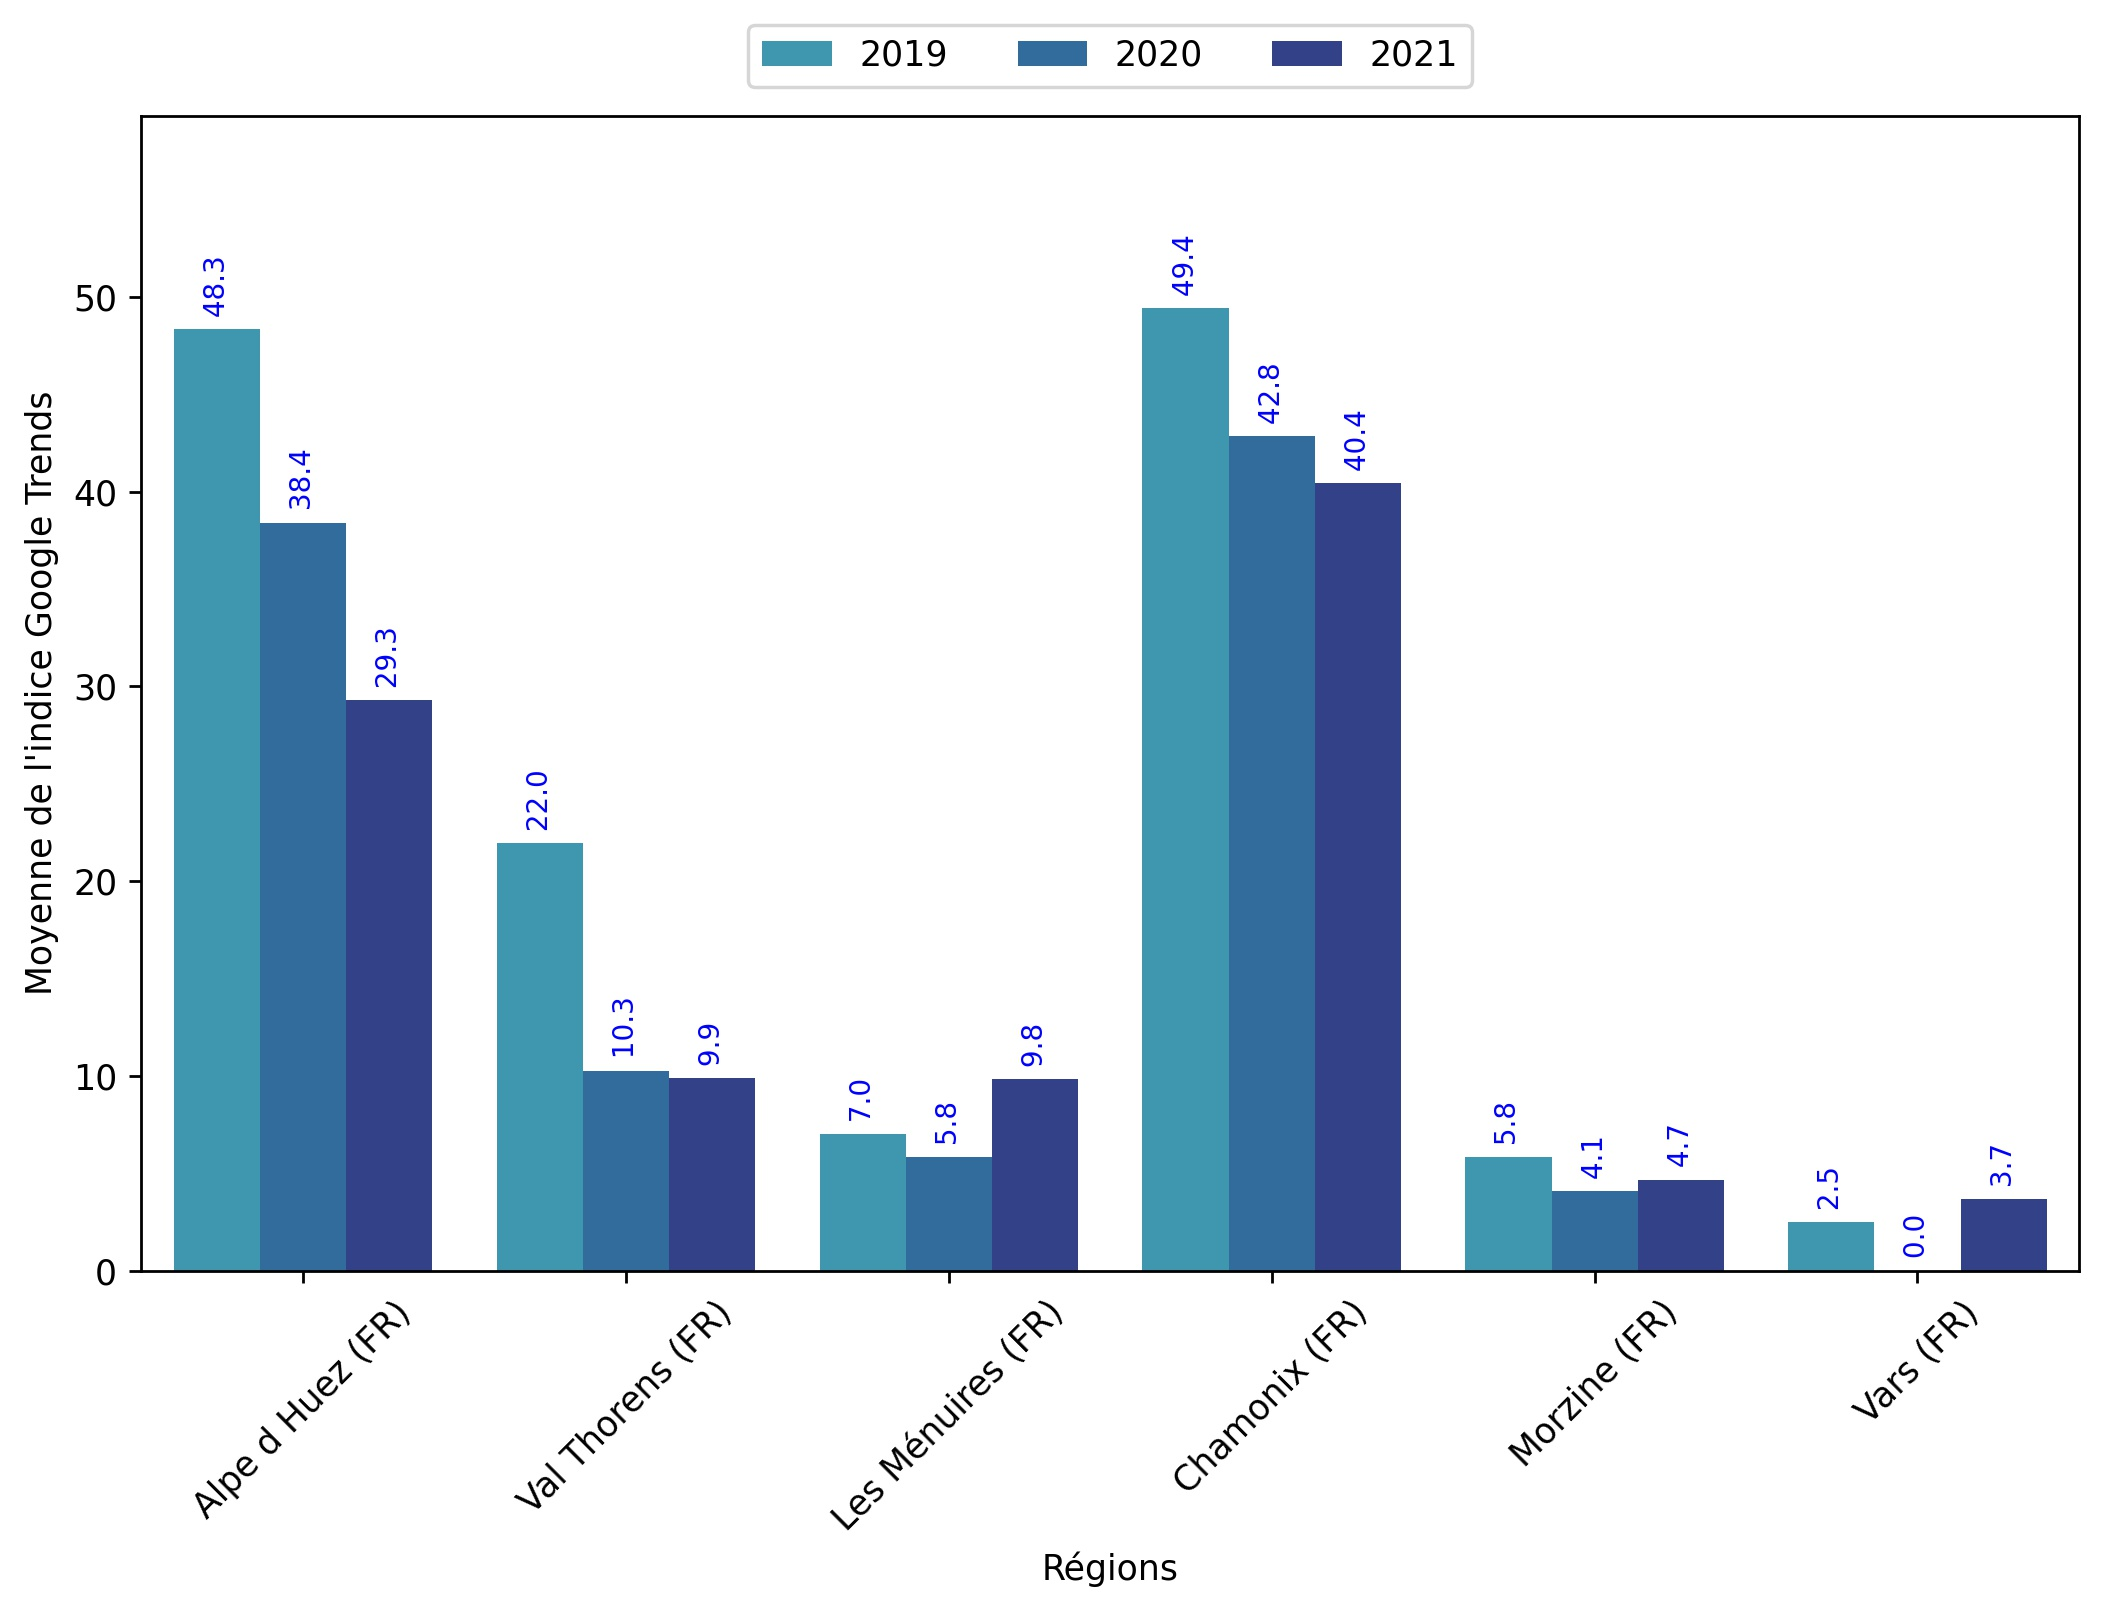 2019 2020 2021
Moyenne de l'indice Google Trends
50
40
30
20
10
0
48.3 38.4 29.3
22.0 10.3 9.9
7.0 5.8 9.8
49.4 42.8 40.4
5.8 4.1 4.7
2.5 0.0 3.7
Alpe d Huez (FR)
Val Thorens (FR)
Les Ménuires (FR)
Chamonix (FR)
Morzine (FR)
Vars (FR)
Régions